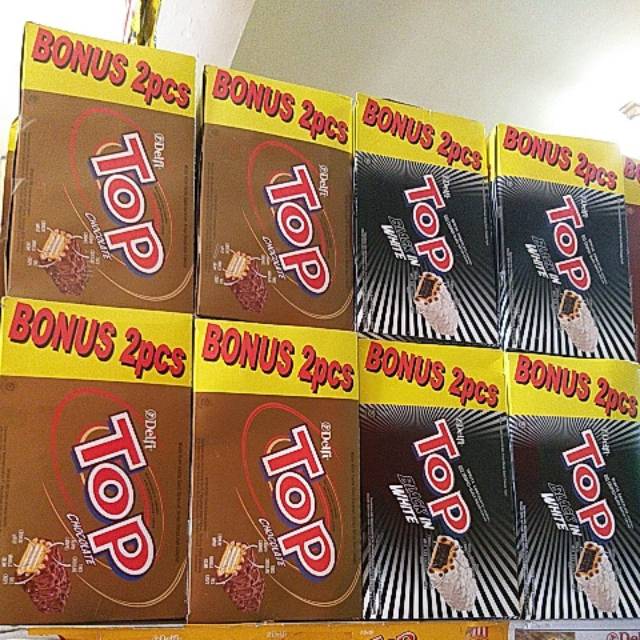 BONUS 2pcs
BONUS 2pcs
BONUS 2pcs
BONUS 2pcs
BO
Delfi
TOP
CHOCOLATE
Delfi
TOP
CHOCOLATE
Delfi
TOP
BLACK IN
WHITE
Delfi
TOP
BLACK IN
WHITE
BONUS 2pcs
BONUS 2pcs
BONUS 2pcs
BONUS 2pcs
Delfi
TOP
CHOCOLATE
Delfi
TOP
CHOCOLATE
Delfi
TOP
BLACK IN
WHITE
Delfi
TOP
BLACK IN
WHITE